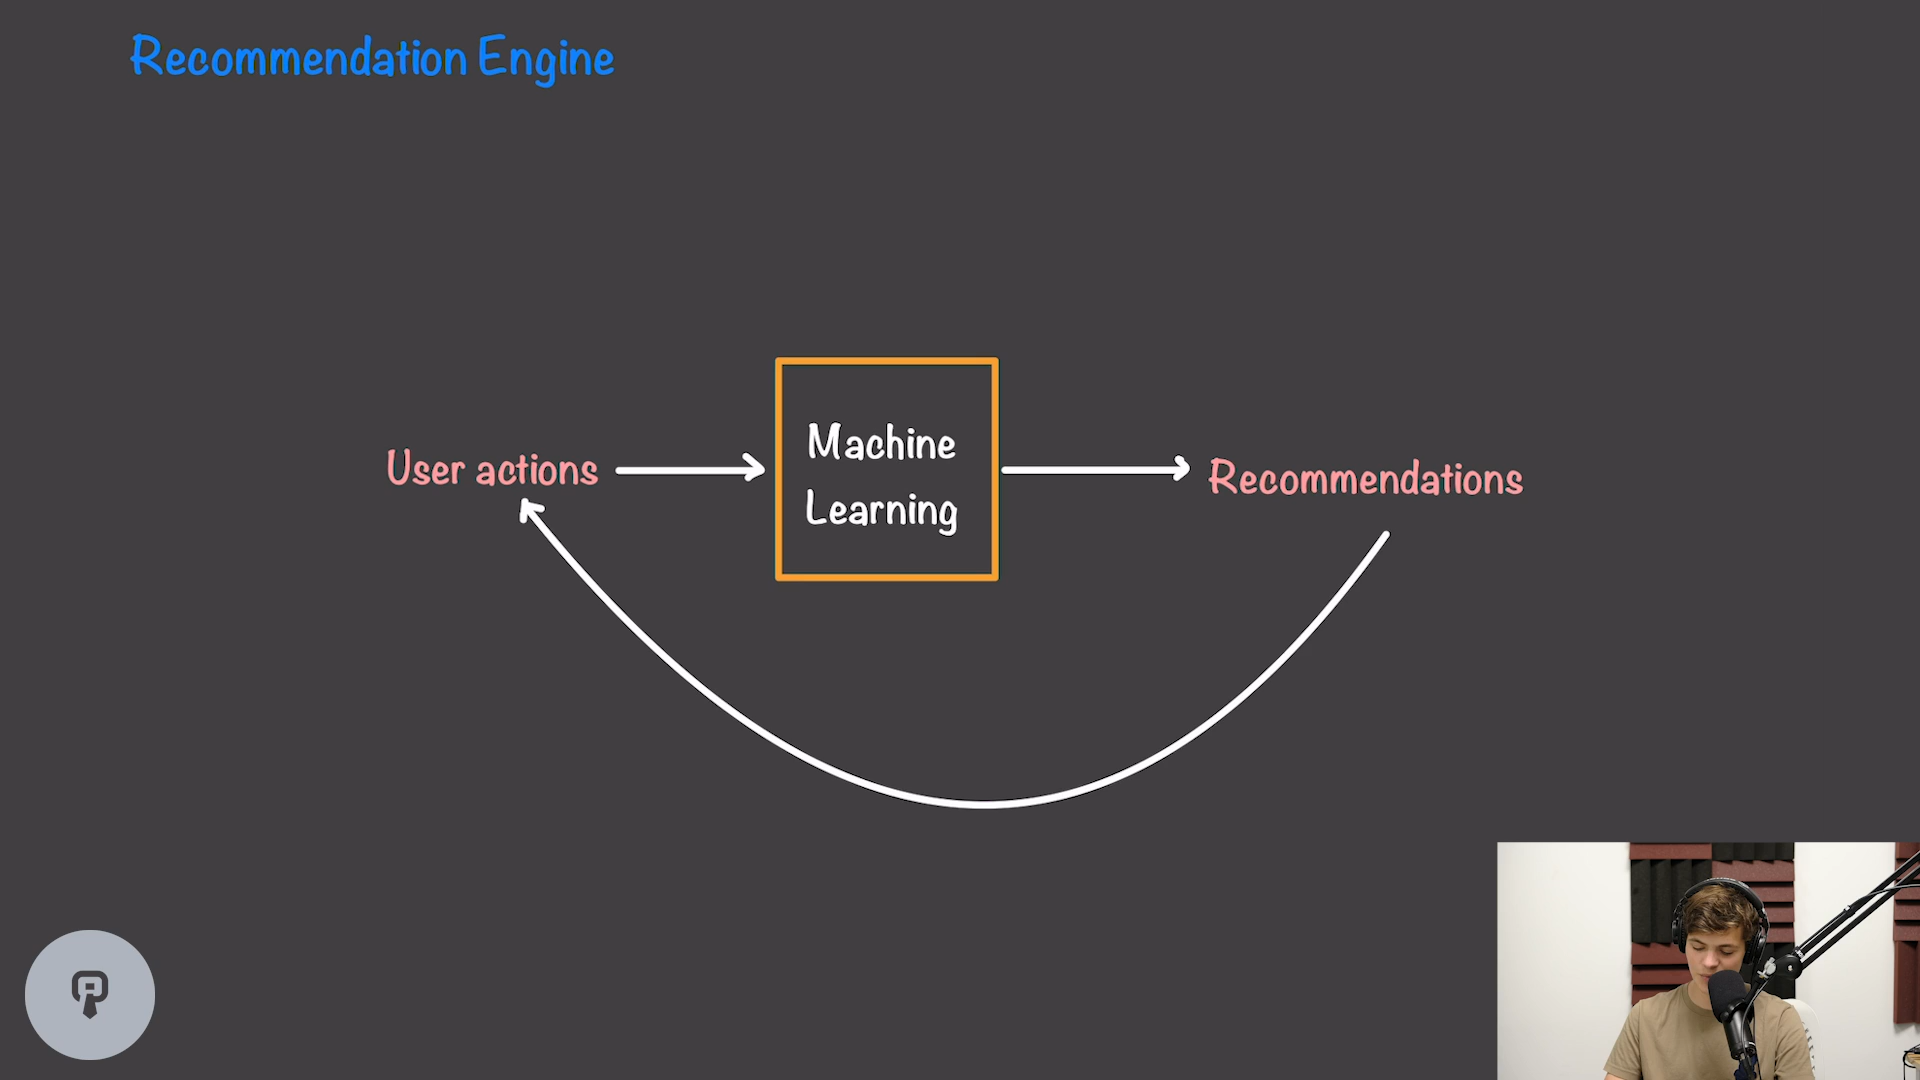 Recommendation Engine
User actions
Machine
Learning
Recommendations